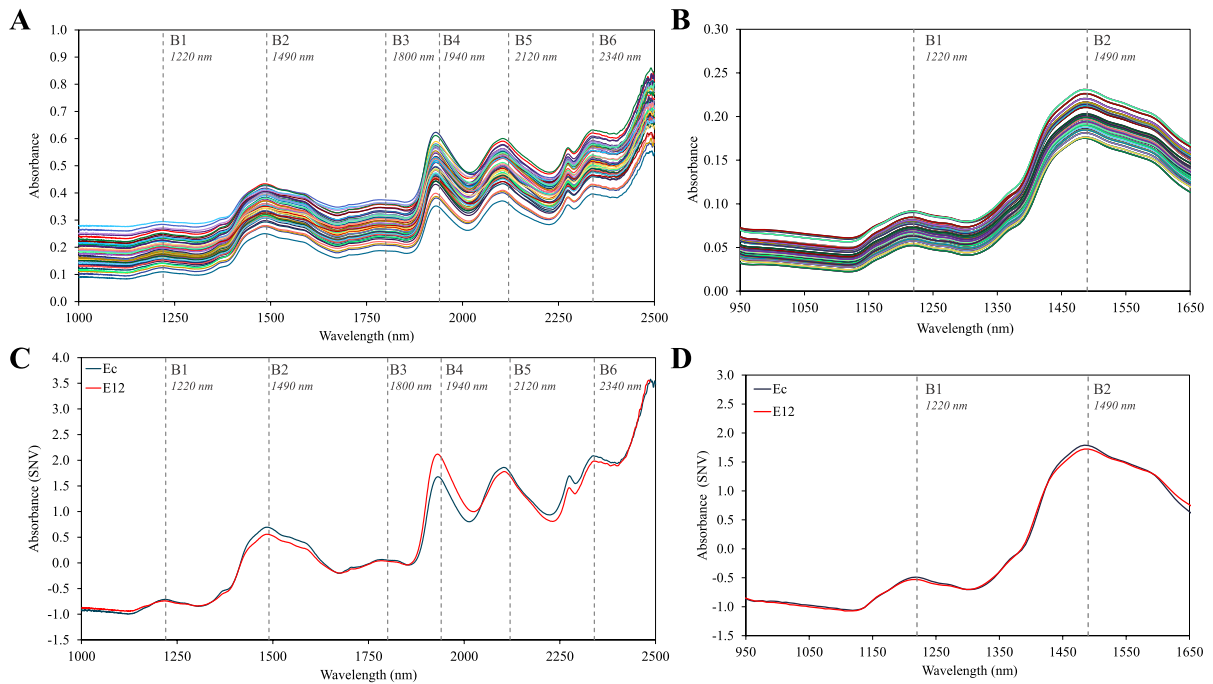 A
1.0
0.9
0.8
0.7
0.6
0.5
0.4
0.3
0.2
0.1
0.0
Absorbance
B1
1220 nm
B2
1490 nm
B3
1800 nm
B4
1940 nm
B5
2120 nm
B6
2340 nm
1000 1250 1500 1750 2000 2250 2500
Wavelength (nm)
B
0.30
0.25
0.20
0.15
0.10
0.05
0.00
Absorbance
B1
1220 nm
B2
1490 nm
950 1050 1150 1250 1350 1450 1550 1650
Wavelength (nm)
C
4.0
3.5
3.0
2.5
2.0
1.5
1.0
0.5
0.0
-0.5
-1.0
-1.5
Absorbance (SNV)
Ec
E12
B1
1220 nm
B2
1490 nm
B3
1800 nm
B4
1940 nm
B5
2120 nm
B6
2340 nm
1000 1250 1500 1750 2000 2250 2500
Wavelength (nm)
D
3.0
2.5
2.0
1.5
1.0
0.5
0.0
-0.5
-1.0
-1.5
Absorbance (SNV)
Ec
E12
B1
1220 nm
B2
1490 nm
950 1050 1150 1250 1350 1450 1550 1650
Wavelength (nm)